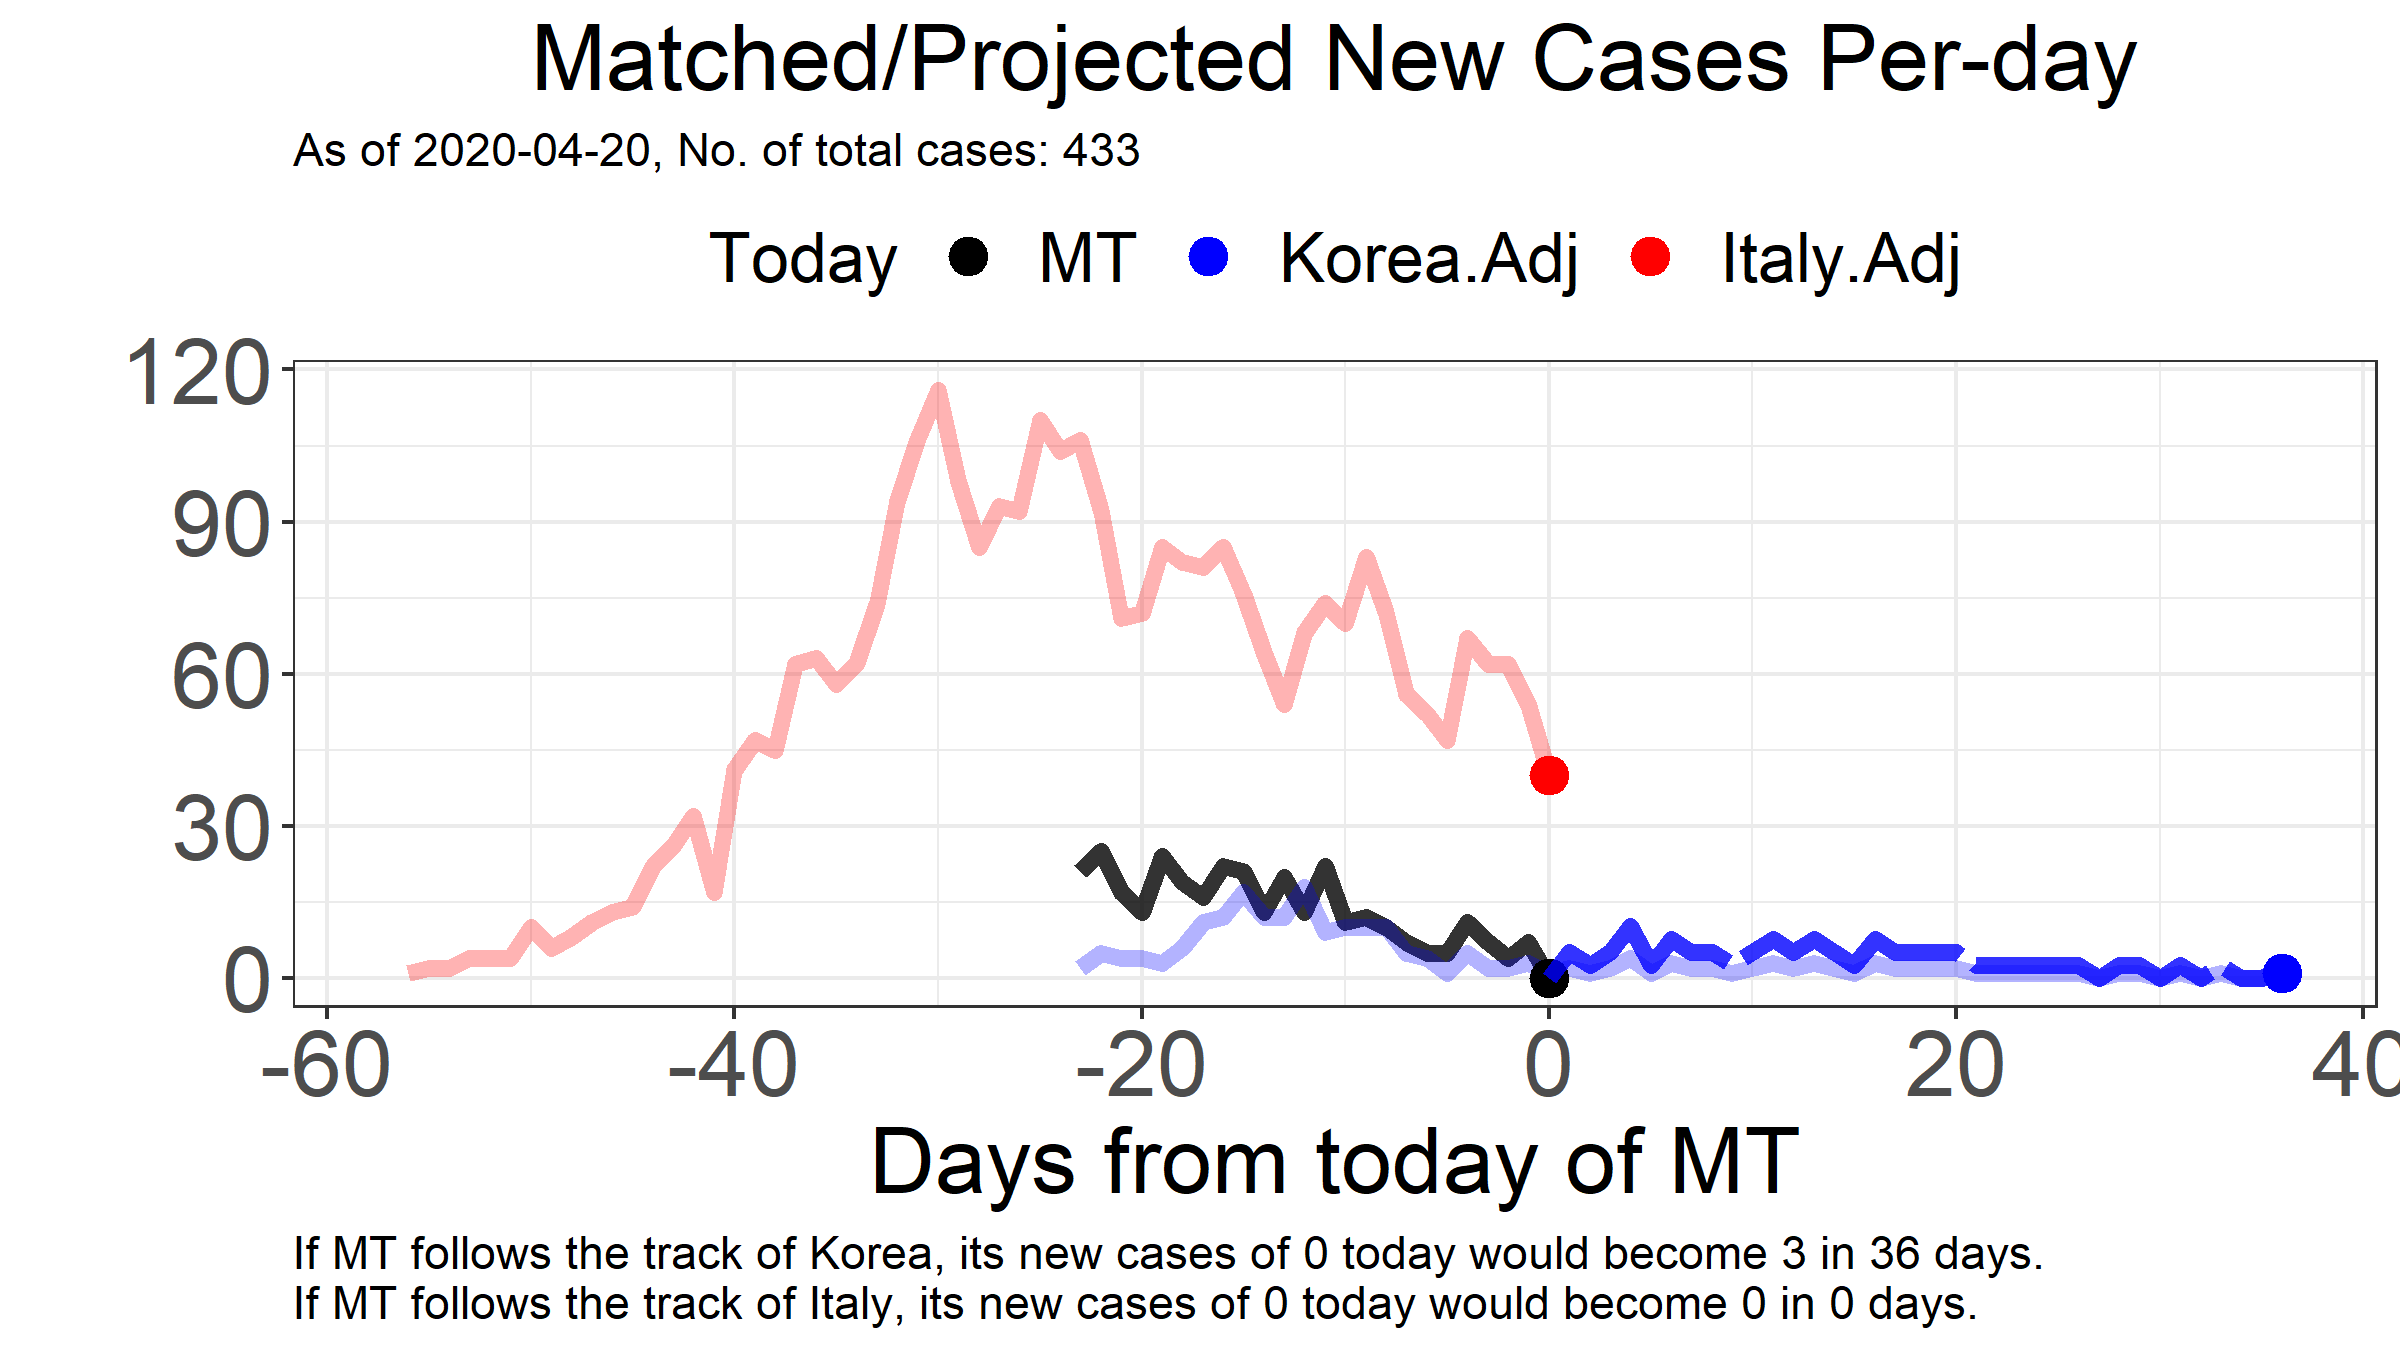 Matched/Projected New Cases Per-day
As of 2020-04-20, No. of total cases: 433
Today MT Korea.Adj Italy.Adj
120
90
60
30
0
-60 -40 -20 0 20 40
Days from today of MT
If MT follows the track of Korea, its new cases of 0 today would become 3 in 36 days.
If MT follows the track of Italy, its new cases of 0 today would become 0 in 0 days.